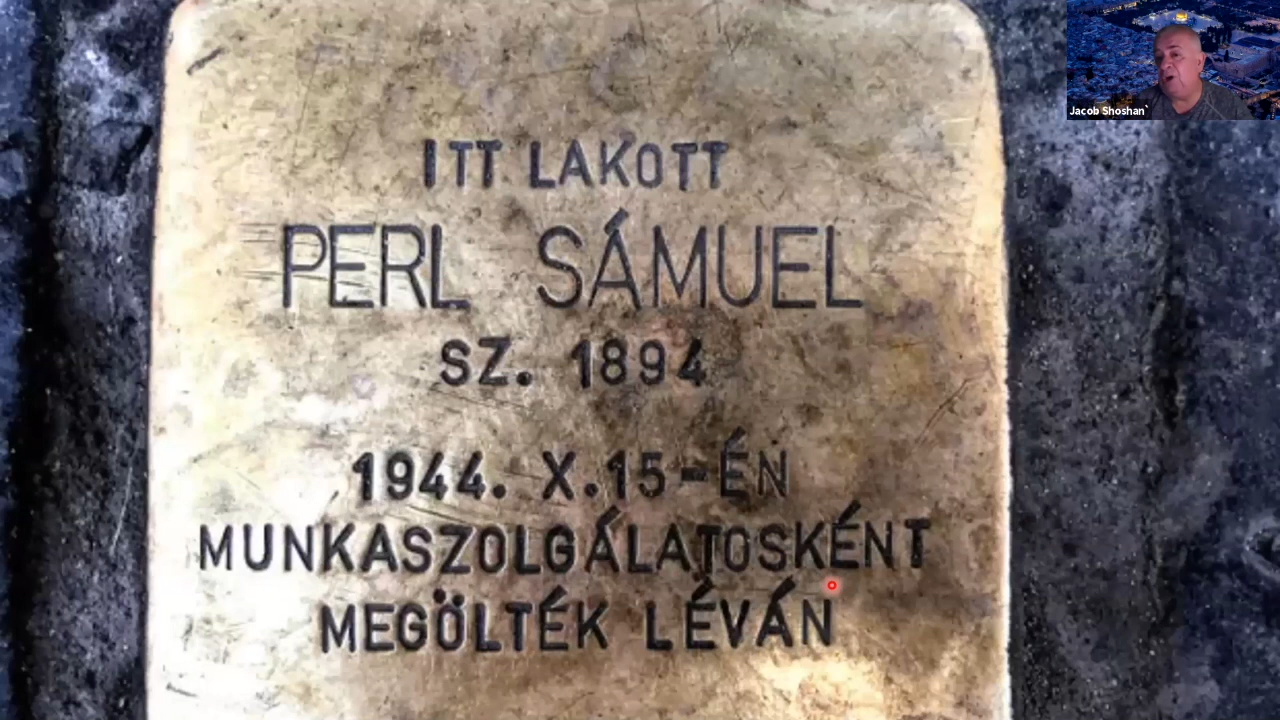 ITT LAKOTT
PERL SÁMUEL
SZ. 1894
1944. X.15-ÉN
MUNKASZOLGÁLATOSKÉNT
MEGÖLTÉK LÉVÁN
Jacob Shoshan`